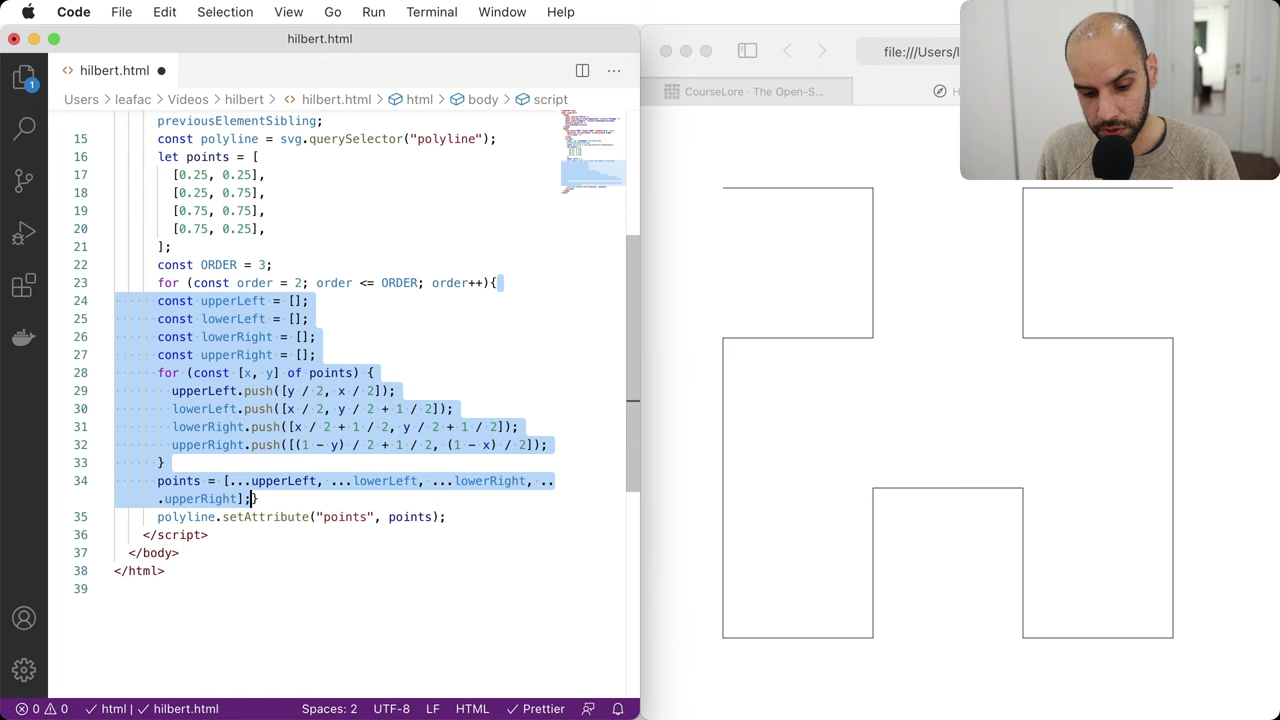 Code File Edit Selection View Go Run Terminal Window Help
hilbert.html
hilbert.html
Users > leafac > Videos > hilbert > hilbert.html > html > body > script
previousElementSibling;
15 const polyline = svg.querySelector("polyline");
16 let points = [
17 [0.25, 0.25],
18 [0.25, 0.75],
19 [0.75, 0.75],
20 [0.75, 0.25],
21 ];
22 const ORDER = 3;
23 for (const order = 2; order <= ORDER; order++){
24 const upperLeft = [];
25 const lowerLeft = [];
26 const lowerRight = [];
27 const upperRight = [];
28 for (const [x, y] of points) {
29 upperLeft.push([y / 2, x / 2]);
30 lowerLeft.push([x / 2, y / 2 + 1 / 2]);
31 lowerRight.push([x / 2 + 1 / 2, y / 2 + 1 / 2]);
32 upperRight.push([(1 - y) / 2 + 1 / 2, (1 - x) / 2]);
33 }
34 points = [...upperLeft, ...lowerLeft, ...lowerRight, ..
.upperRight];}
35 polyline.setAttribute("points", points);
36 </script>
37 </body>
38 </html>
39
1
0 0 html | hilbert.html Spaces: 2 UTF-8 LF HTML Prettier
file:///Users/l
CourseLore · The Open-S...
H